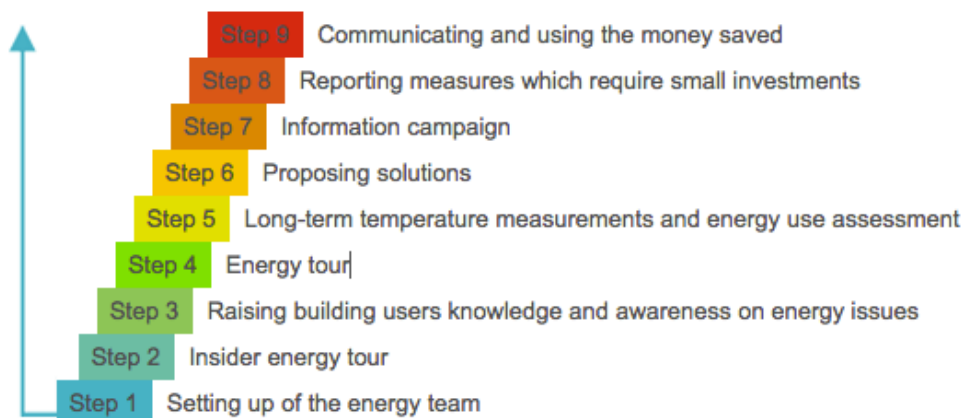 Step 9 Communicating and using the money saved
Step 8 Reporting measures which require small investments
Step 7 Information campaign
Step 6 Proposing solutions
Step 5 Long-term temperature measurements and energy use assessment
Step 4 Energy tour
Step 3 Raising building users knowledge and awareness on energy issues
Step 2 Insider energy tour
Step 1 Setting up of the energy team